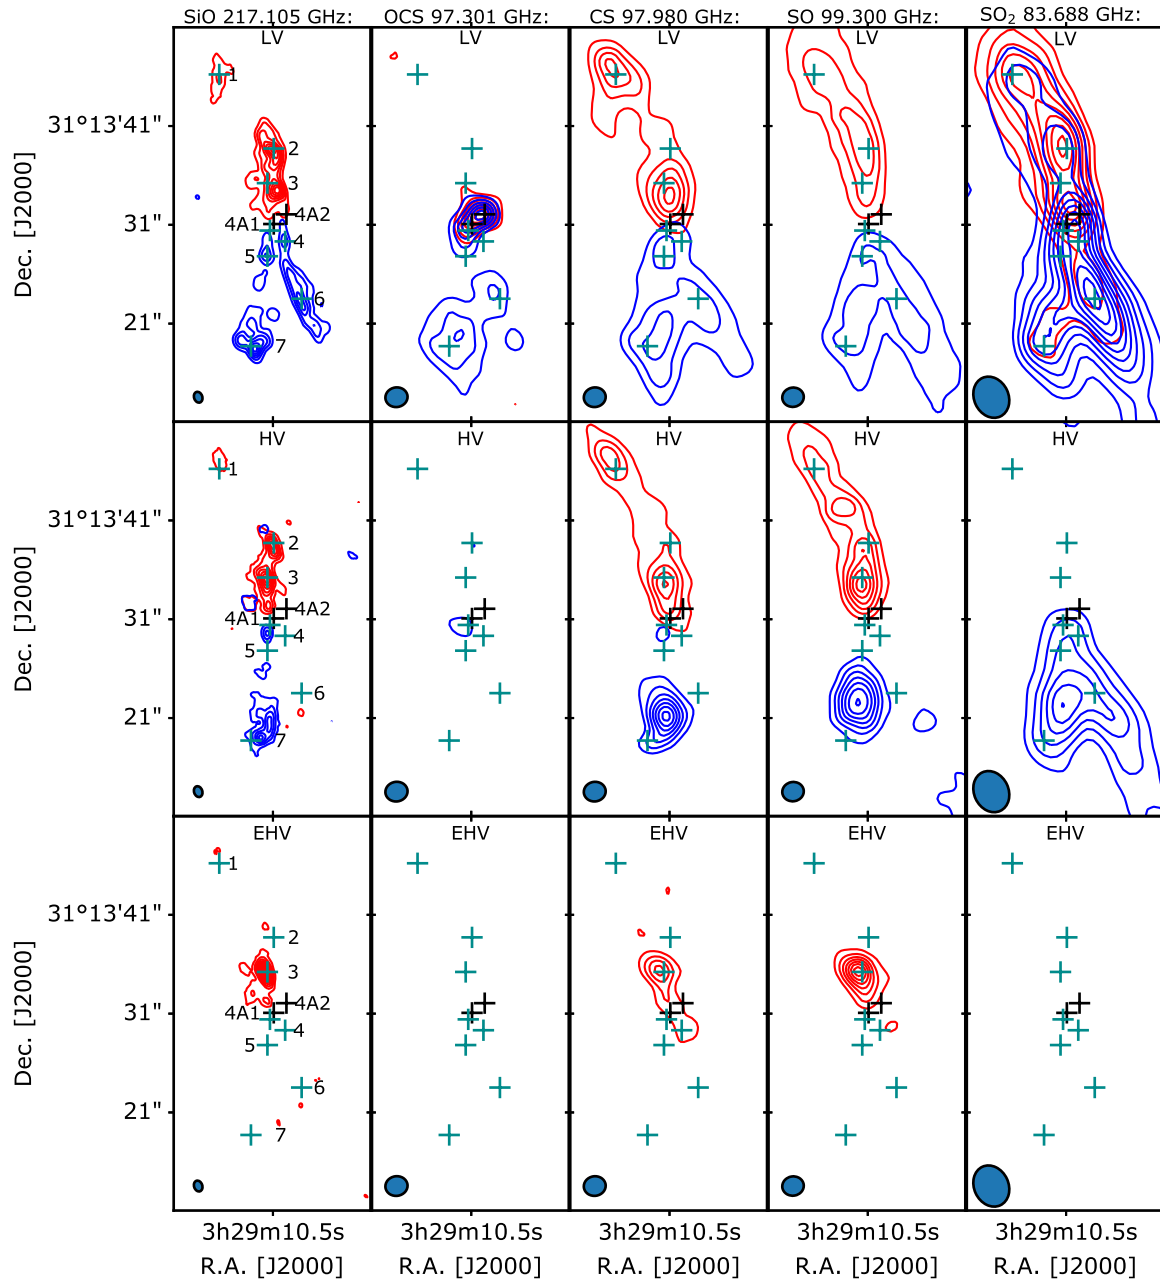 SiO 217.105 GHz: OCS 97.301 GHz: CS 97.980 GHz: SO 99.300 GHz: SO₂ 83.688 GHz:
LV LV LV LV LV
1
31°13'41"
2
3
4A2
31" 4A1
4
5
6
21"
7
Dec. [J2000]
HV HV HV HV HV
1
31°13'41"
2
3
4A2
31" 4A1
4
5
6
21"
7
Dec. [J2000]
EHV EHV EHV EHV EHV
1
31°13'41"
2
3
4A2
31" 4A1
4
5
6
21"
7
Dec. [J2000]
3h29m10.5s 3h29m10.5s 3h29m10.5s 3h29m10.5s 3h29m10.5s
R.A. [J2000] R.A. [J2000] R.A. [J2000] R.A. [J2000] R.A. [J2000]